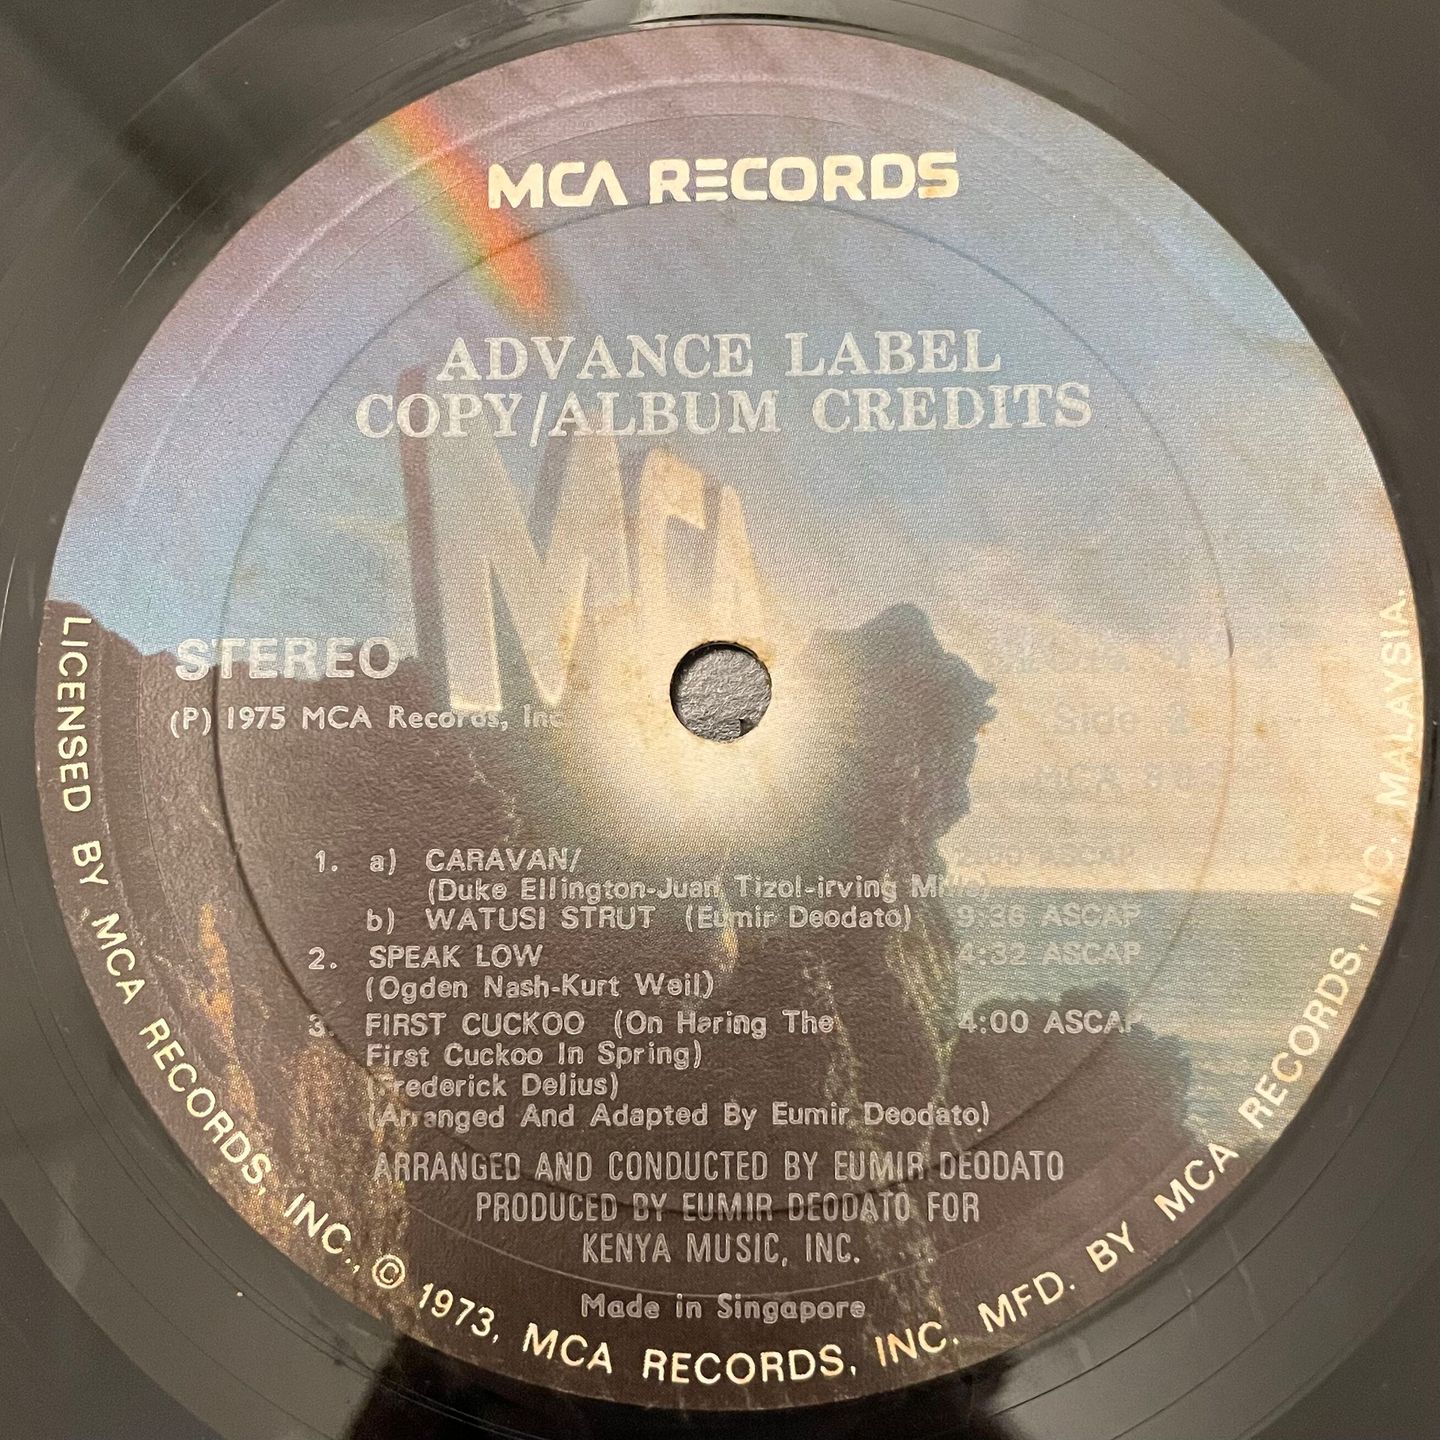 MCA RECORDS
ADVANCE LABEL
COPY/ALBUM CREDITS
MCA
STEREO
(P) 1975 MCA Records, Inc
Side
MCA
1. a) CARAVAN/
(Duke Ellington-Juan Tizol-irving Mills)
b) WATUSI STRUT (Eumir Deodato) ASCAP
2. SPEAK LOW 4:32 ASCAP
(Ogden Nash-Kurt Weil)
3. FIRST CUCKOO (On Haring The 4:00 ASCAP
First Cuckoo In Spring)
(Frederick Delius)
(Arranged And Adapted By Eumir Deodato)
ARRANGED AND CONDUCTED BY EUMIR DEODATO
PRODUCED BY EUMIR DEODATO FOR
KENYA MUSIC, INC.
Made in Singapore
LICENSED BY MCA RECORDS, INC., © 1973, MCA RECORDS, INC. MFD. BY MCA RECORDS, INC. MALAYSIA.